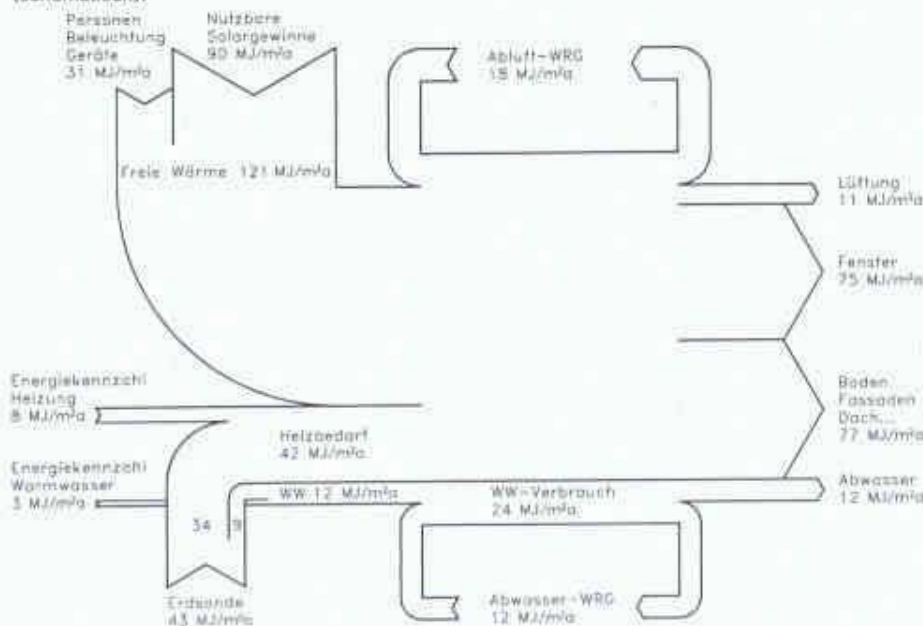 Personen
Beleuchtung
Geräte
31 MJ/m²a
Nutzbare
Solargewinne
90 MJ/m²a
Abluft-WRG
18 MJ/m²a
Freie Wärme 121 MJ/m²a
Lüftung
11 MJ/m²a
Fenster
75 MJ/m²a
Energiekennzahl
Heizung
8 MJ/m²a
Boden
Fassaden
Dach...
77 MJ/m²a
Heizbedarf
42 MJ/m²a
Energiekennzahl
Warmwasser
3 MJ/m²a
WW 12 MJ/m²a
WW-Verbrauch
24 MJ/m²a
Abwasser
12 MJ/m²a
34
9
Erdsonde
43 MJ/m²a
Abwasser-WRG
12 MJ/m²a